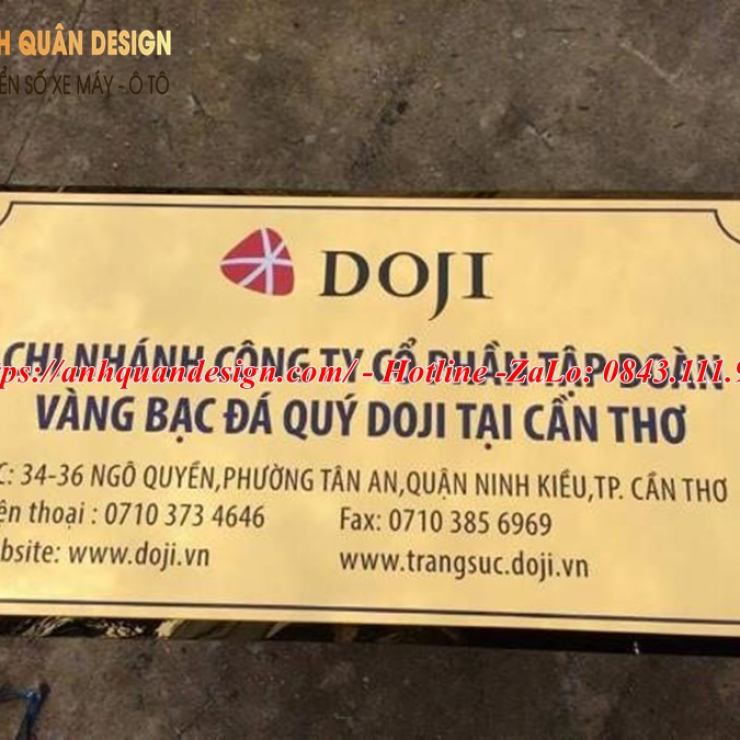 H QUÂN DESIGN
ỂN SỐ XE MÁY - Ô TÔ
DOJI
CHI NHÁNH CÔNG TY CỔ PHẦN TẬP ĐOÀN
ps://anhquandesign.com/ - Hotline -ZaLo: 0843.111.9
VÀNG BẠC ĐÁ QUÝ DOJI TẠI CẦN THƠ
C: 34-36 NGÔ QUYỀN,PHƯỜNG TÂN AN,QUẬN NINH KIỀU,TP. CẦN THƠ
ện thoại : 0710 373 4646 Fax: 0710 385 6969
bsite: www.doji.vn www.trangsuc.doji.vn